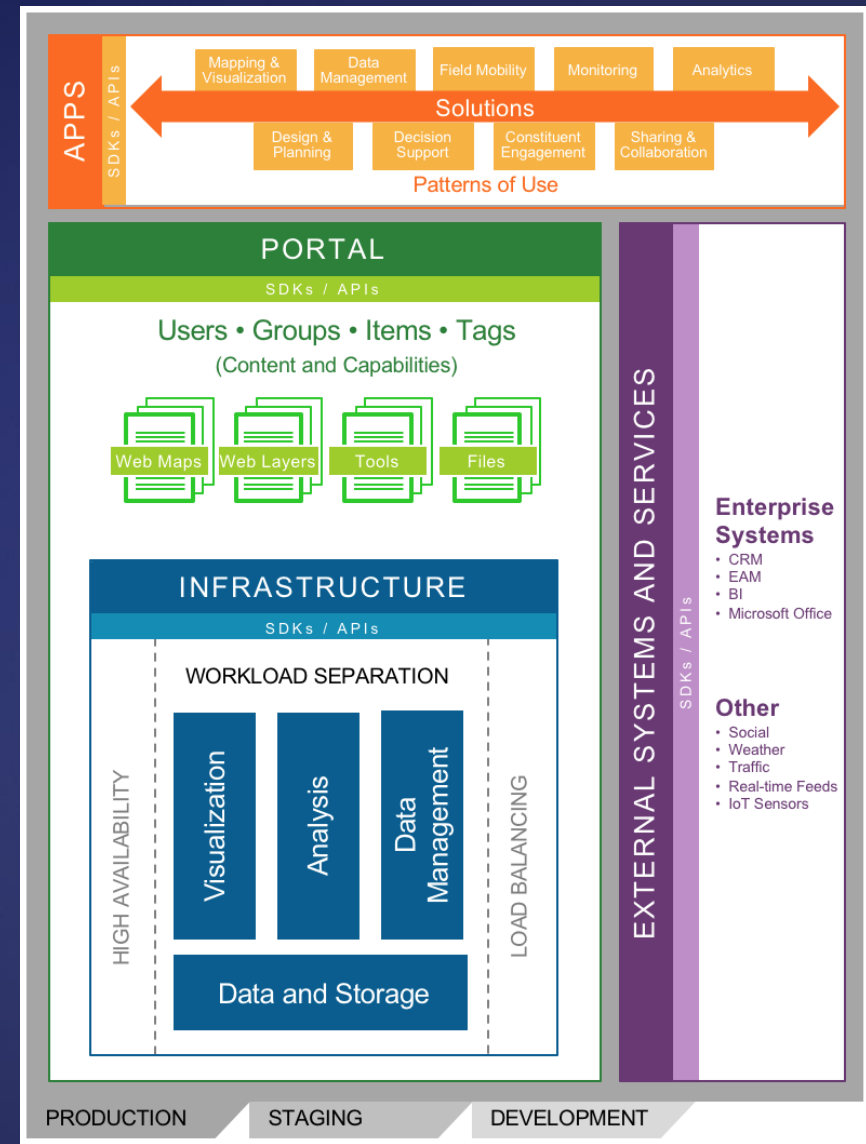 APPS
SDKs / APIs
Mapping &
Visualization
Data
Management
Field Mobility
Monitoring
Analytics
Solutions
Design &
Planning
Decision
Support
Constituent
Engagement
Sharing &
Collaboration
Patterns of Use
PORTAL
SDKs / APIs
Users • Groups • Items • Tags
(Content and Capabilities)
Web Maps
Web Layers
Tools
Files
INFRASTRUCTURE
SDKs / APIs
WORKLOAD SEPARATION
HIGH AVAILABILITY
Visualization
Analysis
Data
Management
LOAD BALANCING
Data and Storage
EXTERNAL SYSTEMS AND SERVICES
SDKs / APIs
Enterprise
Systems
• CRM
• EAM
• BI
• Microsoft Office
Other
• Social
• Weather
• Traffic
• Real-time Feeds
• IoT Sensors
PRODUCTION
STAGING
DEVELOPMENT